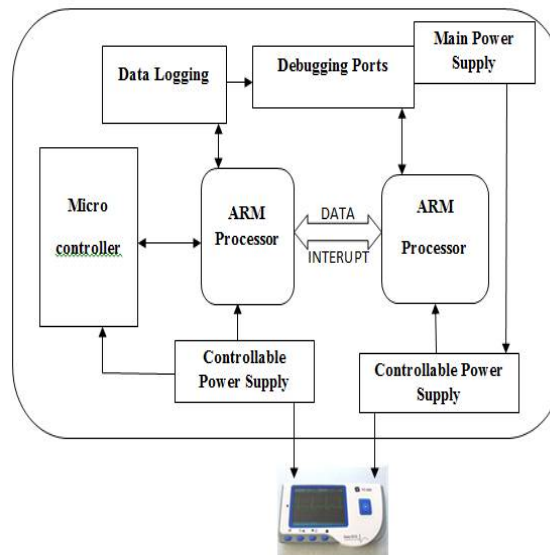 Main Power
Supply
Data Logging
Debugging Ports
Micro
controller
ARM
Processor
DATA
INTERUPT
ARM
Processor
Controllable
Power Supply
Controllable Power
Supply